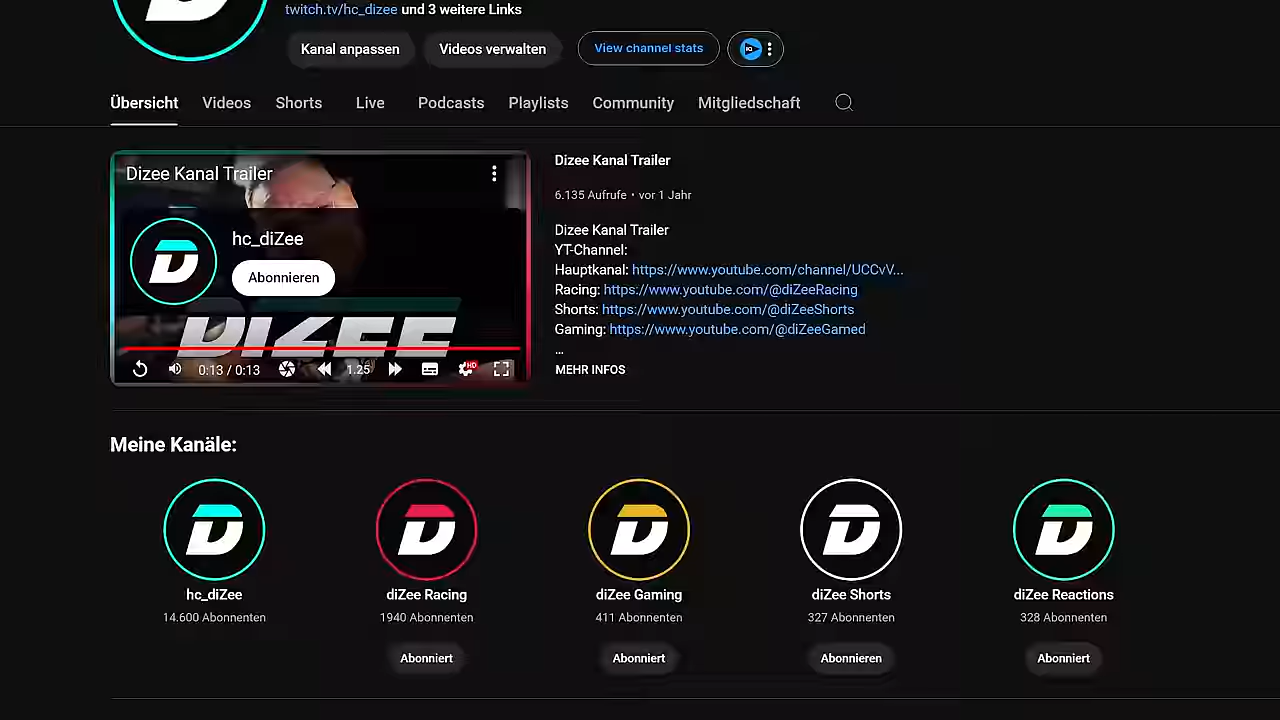 twitch.tv/hc_dizee und 3 weitere Links
Kanal anpassen
Videos verwalten
View channel stats
Übersicht
Videos
Shorts
Live
Podcasts
Playlists
Community
Mitgliedschaft
Dizee Kanal Trailer
hc_diZee
Abonnieren
DIZEE
0:13 / 0:13
1.25
HD
Dizee Kanal Trailer
6.135 Aufrufe • vor 1 Jahr
Dizee Kanal Trailer
YT-Channel:
Hauptkanal: https://www.youtube.com/channel/UCCvV...
Racing: https://www.youtube.com/@diZeeRacing
Shorts: https://www.youtube.com/@diZeeShorts
Gaming: https://www.youtube.com/@diZeeGamed
...
MEHR INFOS
Meine Kanäle:
D
D
D
D
D
hc_diZee
diZee Racing
diZee Gaming
diZee Shorts
diZee Reactions
14.600 Abonnenten
1940 Abonnenten
411 Abonnenten
327 Abonnenten
328 Abonnenten
Abonniert
Abonniert
Abonnieren
Abonniert